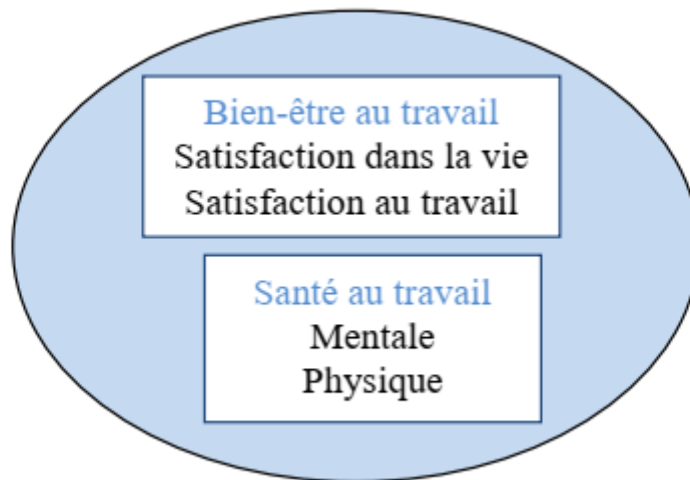 Bien-être au travail
Satisfaction dans la vie
Satisfaction au travail
Santé au travail
Mentale
Physique